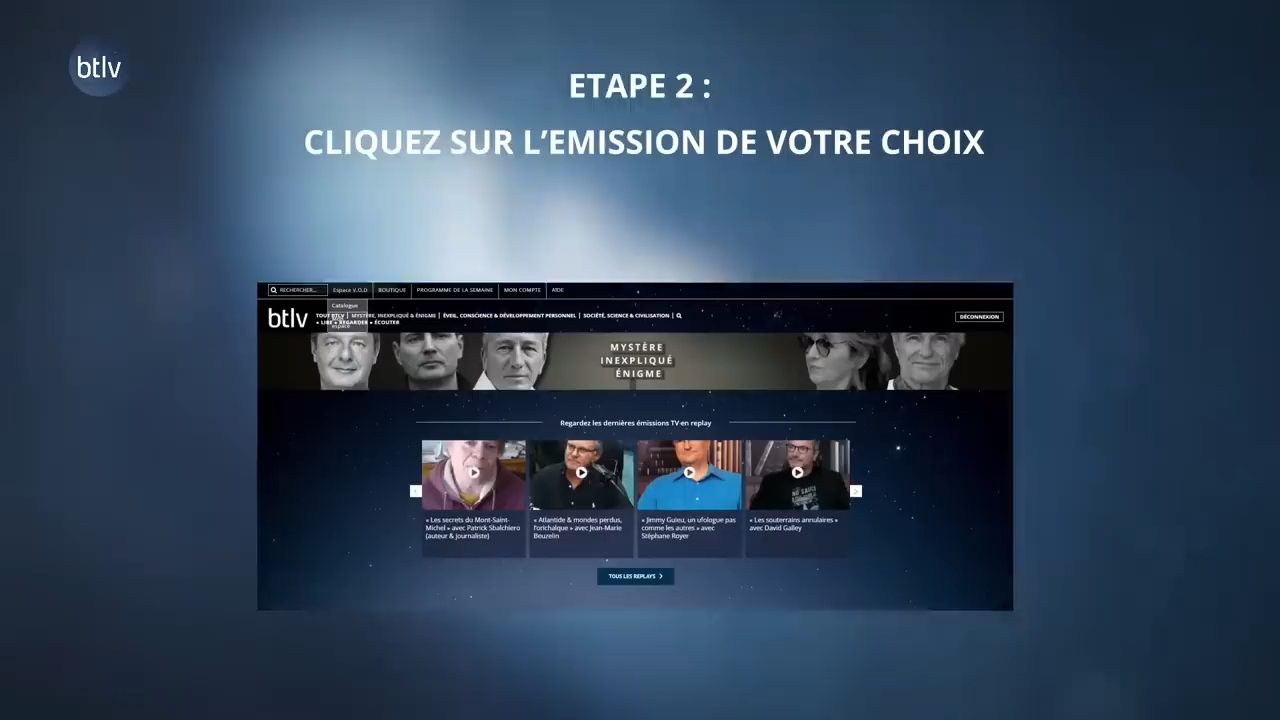 btlv
ETAPE 2 :
CLIQUEZ SUR L’EMISSION DE VOTRE CHOIX
RECHERCHER... Espace V.O.D BOUTIQUE PROGRAMME DE LA SEMAINE MON COMPTE AIDE
Catalogue
btlv TOUT BTLV | MYSTÈRE, INEXPLIQUÉ & ÉNIGME | ÉVEIL, CONSCIENCE & DÉVELOPPEMENT PERSONNEL | SOCIÉTÉ, SCIENCE & CIVILISATION | DÉCONNEXION
+ LIRE + REGARDER + ÉCOUTER
espace
MYSTÈRE
INEXPLIQUÉ
ÉNIGME
Regardez les dernières émissions TV en replay
« Les secrets du Mont-Saint-
Michel » avec Patrick Sbalchiero
(auteur & journaliste)
« Atlantide & mondes perdus,
l'orichalque » avec Jean-Marie
Beuzelin
« Jimmy Guieu, un ufologue pas
comme les autres » avec
Stéphane Royer
« Les souterrains annulaires »
avec David Galley
TOUS LES REPLAYS >